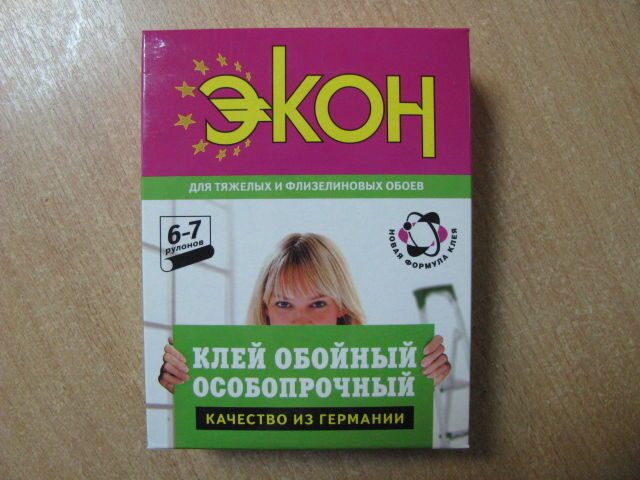 ЭКОН
ДЛЯ ТЯЖЕЛЫХ И ФЛИЗЕЛИНОВЫХ ОБОЕВ
6-7
рулонов
НОВАЯ ФОРМУЛА КЛЕЯ
КЛЕЙ ОБОЙНЫЙ
ОСОБОПРОЧНЫЙ
КАЧЕСТВО ИЗ ГЕРМАНИИ